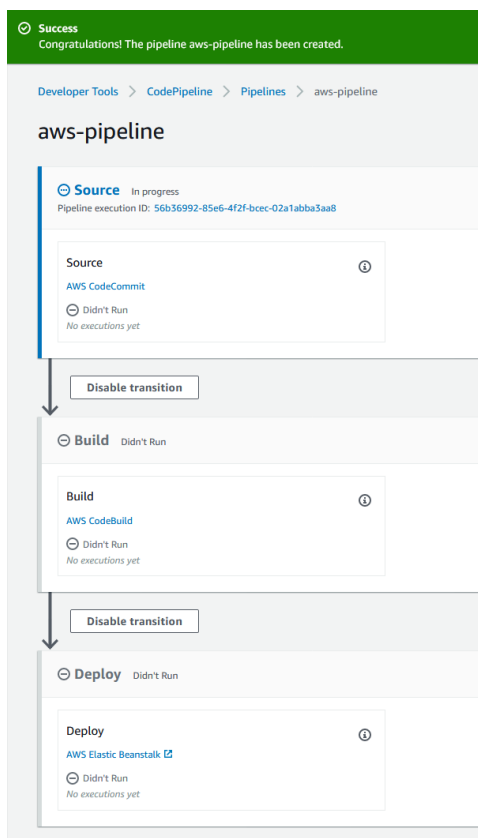 Success
Congratulations! The pipeline aws-pipeline has been created.
Developer Tools > CodePipeline > Pipelines > aws-pipeline
aws-pipeline
Source In progress
Pipeline execution ID: 56b36992-85e6-4f2f-bcec-02a1abba3aa8
Source
AWS CodeCommit
Didn't Run
No executions yet
Disable transition
Build Didn't Run
Build
AWS CodeBuild
Didn't Run
No executions yet
Disable transition
Deploy Didn't Run
Deploy
AWS Elastic Beanstalk
Didn't Run
No executions yet